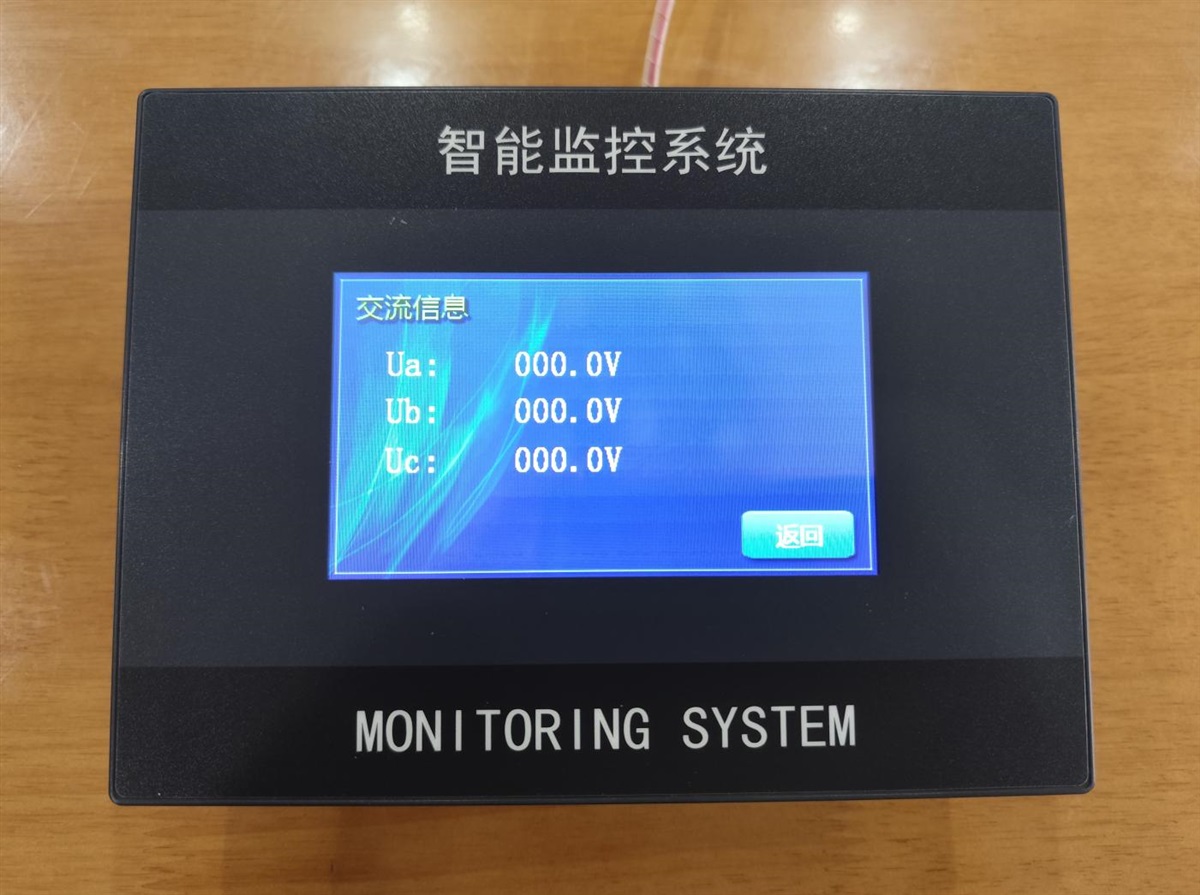 智能监控系统
交流信息
Ua: 000.0V
Ub: 000.0V
Uc: 000.0V
返回
MONITORING SYSTEM